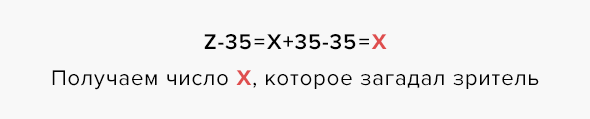 Z-35=X+35-35=X
Получаем число X, которое загадал зритель